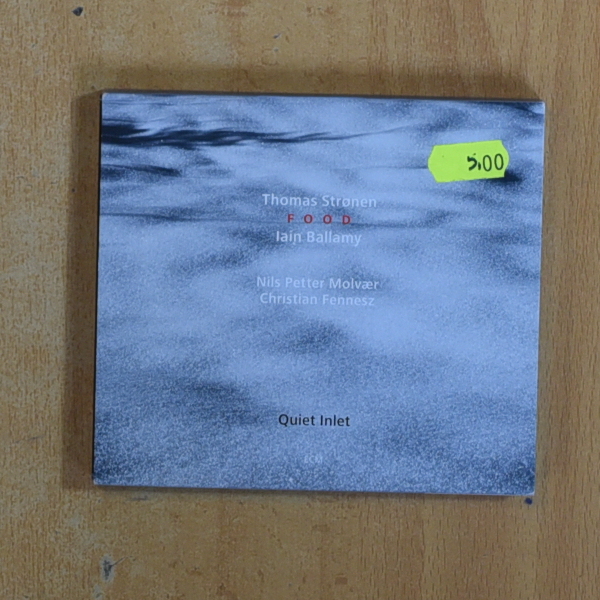 5,00
Thomas Strønen
FOOD
Iain Ballamy
Nils Petter Molvær
Christian Fennesz
Quiet Inlet
ECM